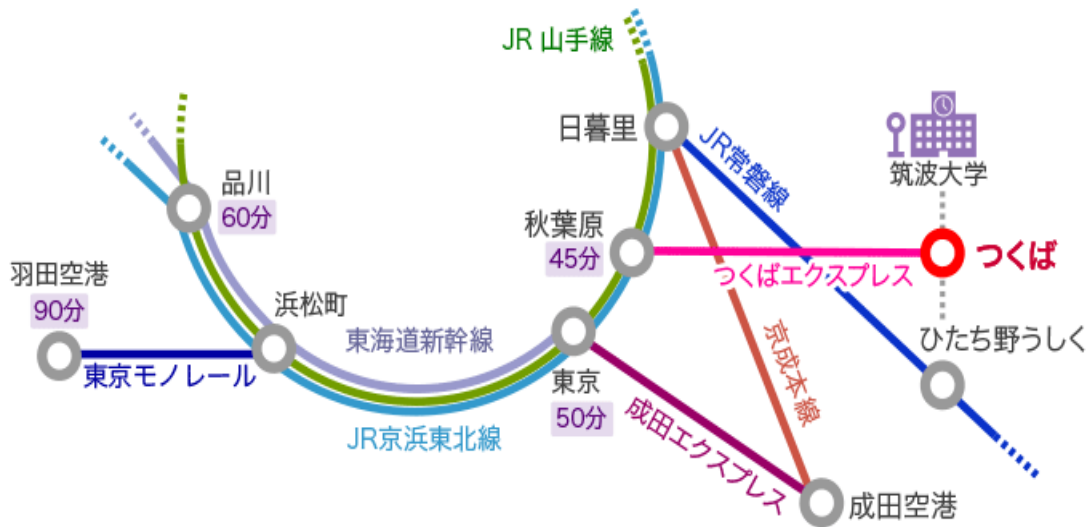 JR 山手線
日暮里
JR常磐線
筑波大学
品川
60分
秋葉原
45分
つくば
つくばエクスプレス
羽田空港
90分
浜松町
東海道新幹線
東京モノレール
ひたち野うしく
京成本線
東京
50分
JR京浜東北線
成田エクスプレス
成田空港